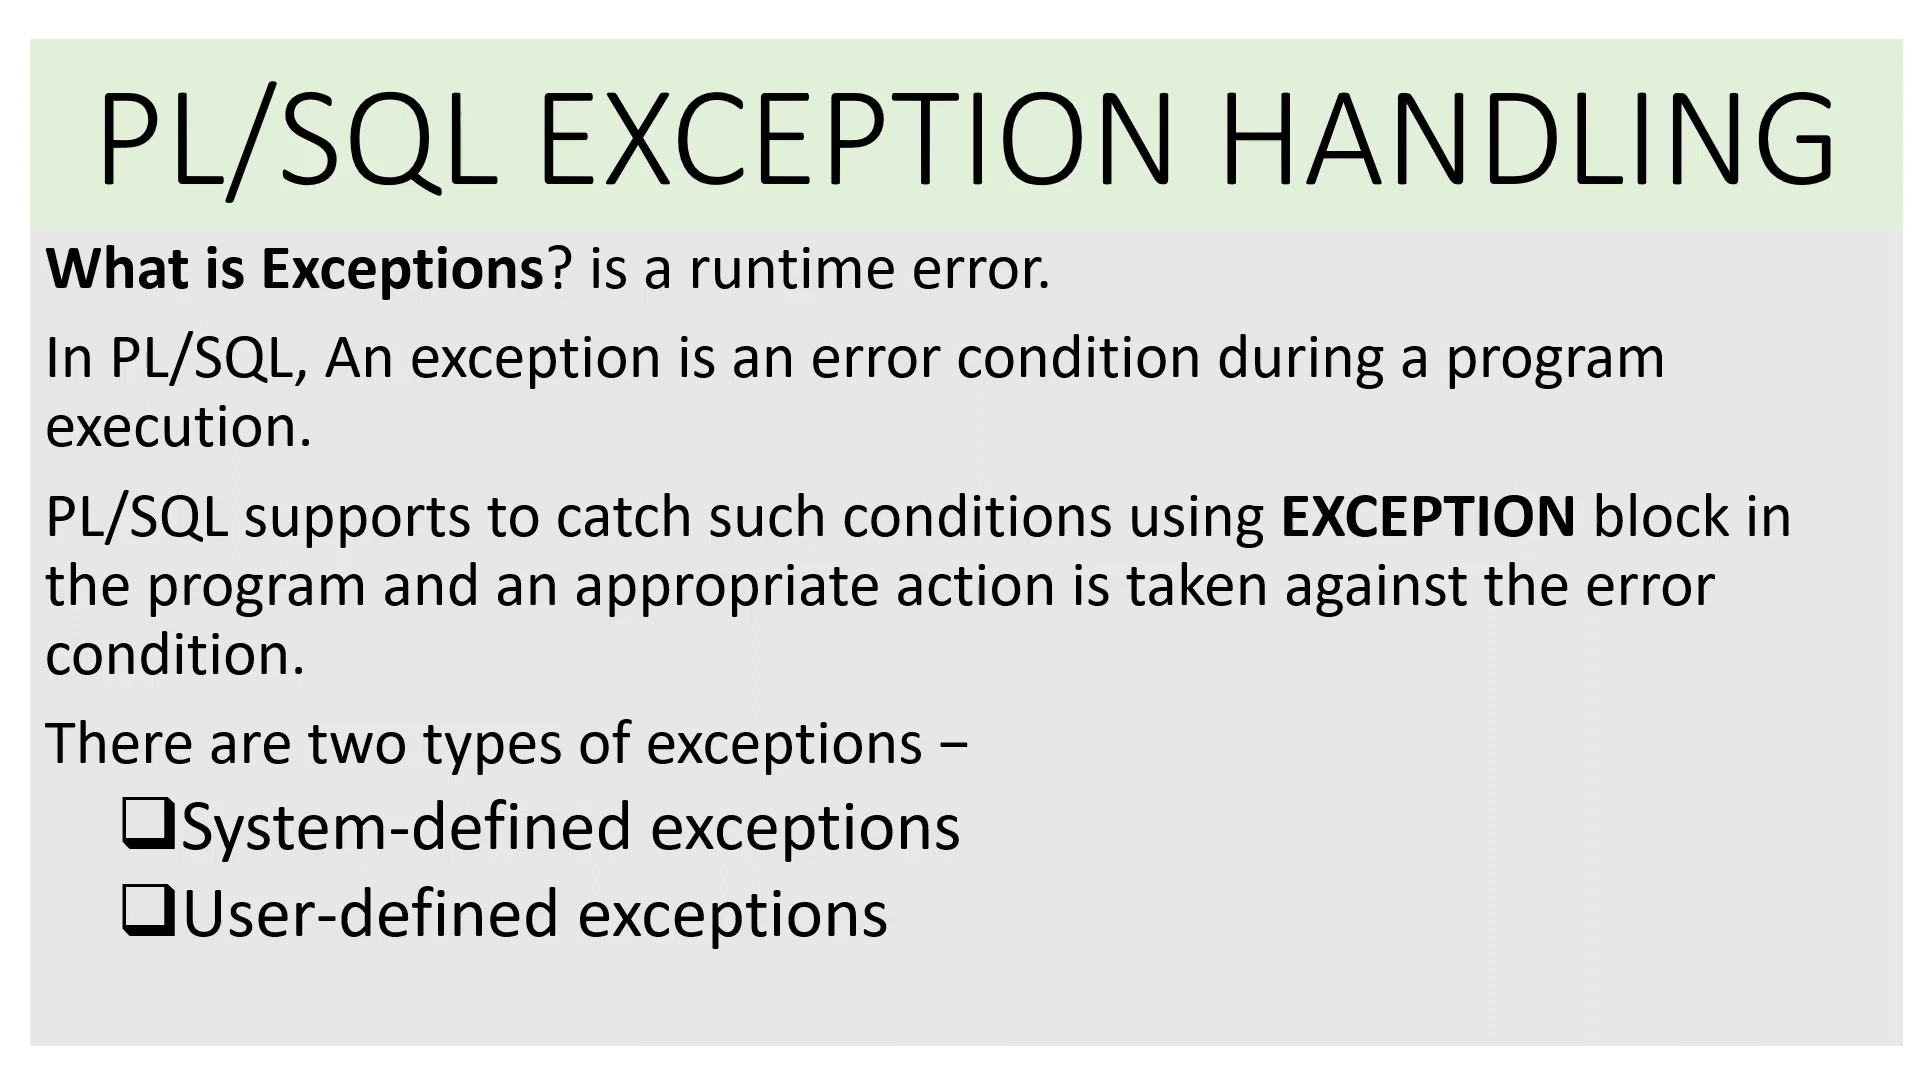 PL/SQL EXCEPTION HANDLING
What is Exceptions? is a runtime error.
In PL/SQL, An exception is an error condition during a program
execution.
PL/SQL supports to catch such conditions using EXCEPTION block in
the program and an appropriate action is taken against the error
condition.
There are two types of exceptions −
❑System-defined exceptions
❑User-defined exceptions